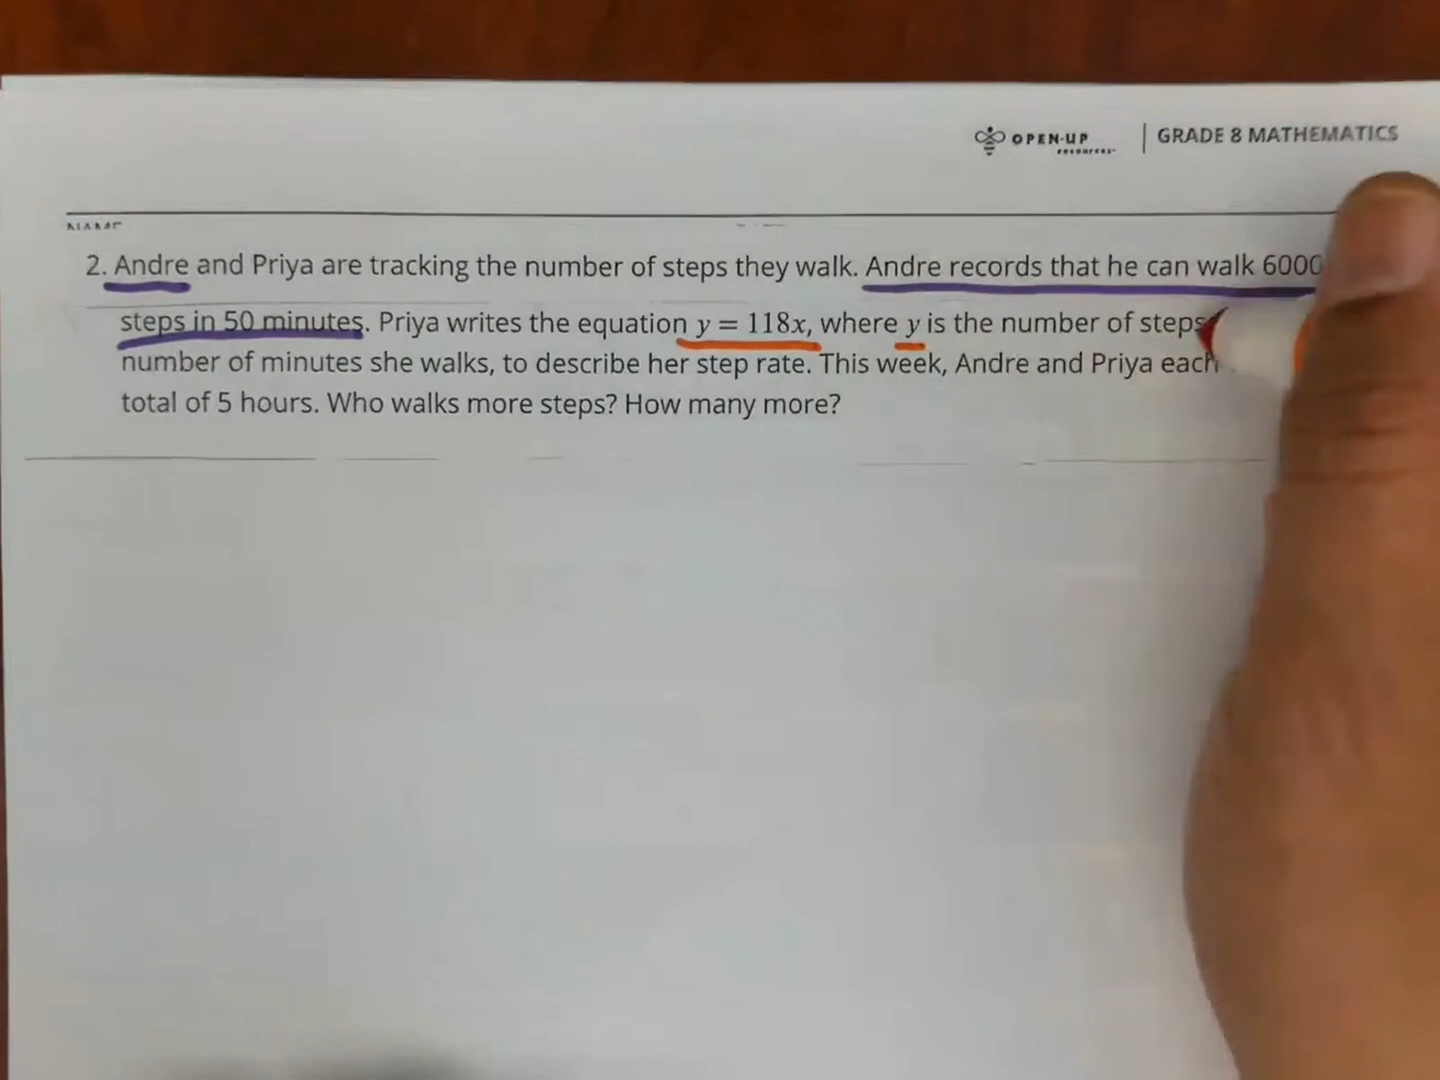 OPEN-UP
RESOURCES
GRADE 8 MATHEMATICS
2. Andre and Priya are tracking the number of steps they walk. Andre records that he can walk 6000
steps in 50 minutes. Priya writes the equation y = 118x, where y is the number of steps
number of minutes she walks, to describe her step rate. This week, Andre and Priya each
total of 5 hours. Who walks more steps? How many more?